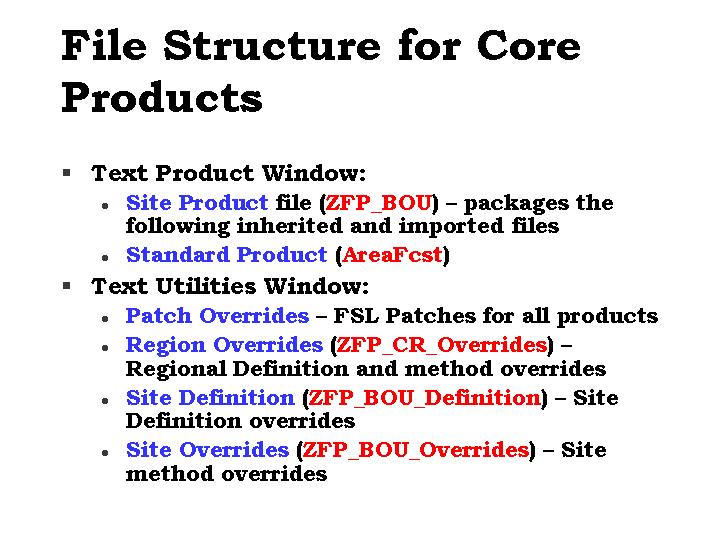 File Structure for Core
Products
▪ Text Product Window:
● Site Product file (ZFP_BOU) – packages the
following inherited and imported files
● Standard Product (AreaFcst)
▪ Text Utilities Window:
● Patch Overrides – FSL Patches for all products
● Region Overrides (ZFP_CR_Overrides) –
Regional Definition and method overrides
● Site Definition (ZFP_BOU_Definition) – Site
Definition overrides
● Site Overrides (ZFP_BOU_Overrides) – Site
method overrides